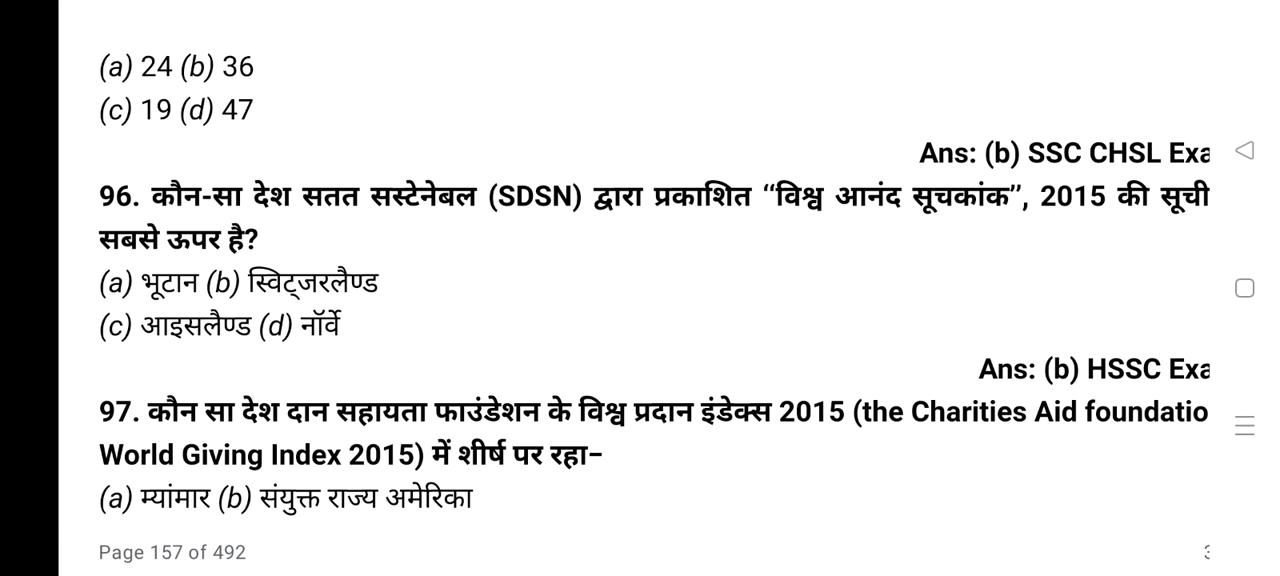 (a) 24 (b) 36
(c) 19 (d) 47
Ans: (b) SSC CHSL Exa
96. कौन-सा देश सतत सस्टेनेबल (SDSN) द्वारा प्रकाशित “विश्व आनंद सूचकांक”, 2015 की सूची
सबसे ऊपर है?
(a) भूटान (b) स्विट्जरलैण्ड
(c) आइसलैण्ड (d) नॉर्वे
Ans: (b) HSSC Exa
97. कौन सा देश दान सहायता फाउंडेशन के विश्व प्रदान इंडेक्स 2015 (the Charities Aid foundatio
World Giving Index 2015) में शीर्ष पर रहा–
(a) म्यांमार (b) संयुक्त राज्य अमेरिका
Page 157 of 492